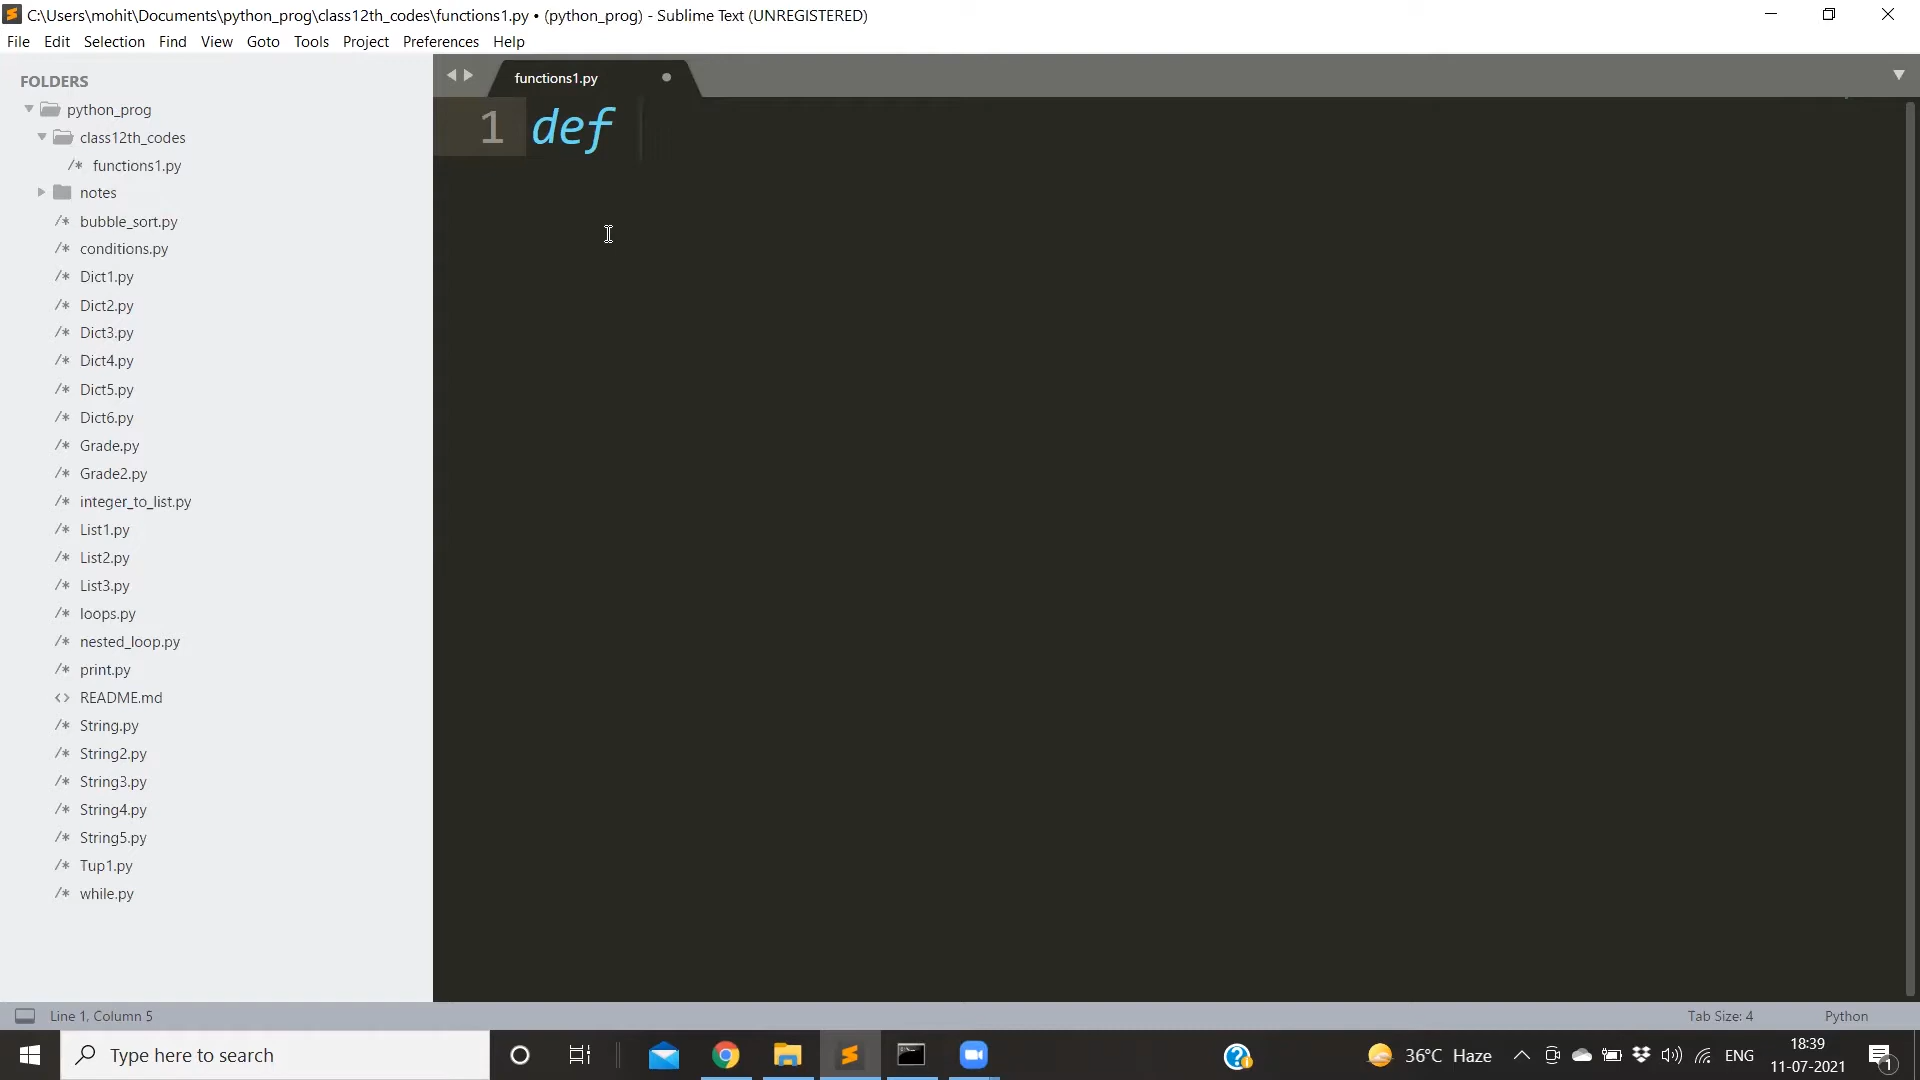 C:\Users\mohit\Documents\python_prog\class12th_codes\functions1.py • (python_prog) - Sublime Text (UNREGISTERED)
File Edit Selection Find View Goto Tools Project Preferences Help
FOLDERS
python_prog
class12th_codes
/* functions1.py
notes
/* bubble_sort.py
/* conditions.py
/* Dict1.py
/* Dict2.py
/* Dict3.py
/* Dict4.py
/* Dict5.py
/* Dict6.py
/* Grade.py
/* Grade2.py
/* integer_to_list.py
/* List1.py
/* List2.py
/* List3.py
/* loops.py
/* nested_loop.py
/* print.py
<> README.md
/* String.py
/* String2.py
/* String3.py
/* String4.py
/* String5.py
/* Tup1.py
/* while.py
functions1.py
1 def
Line 1, Column 5
Tab Size: 4 Python
Type here to search
36°C Haze
ENG
18:39
11-07-2021
1